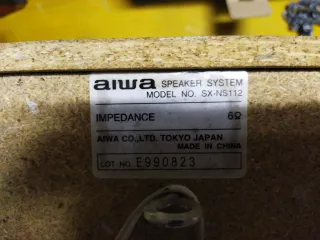 aiwa SPEAKER SYSTEM
MODEL NO. SX-NS112
IMPEDANCE 6Ω
AIWA CO.,LTD. TOKYO JAPAN
MADE IN CHINA
LOT NO. E990823